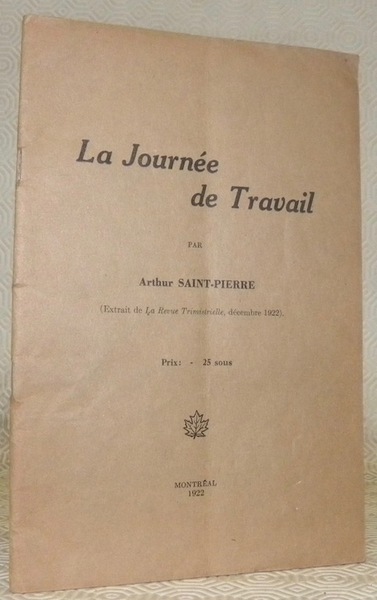 La Journée
de Travail
PAR
Arthur SAINT-PIERRE
(Extrait de La Revue Trimestrielle, décembre 1922).
Prix: - 25 sous
MONTRÉAL
1922